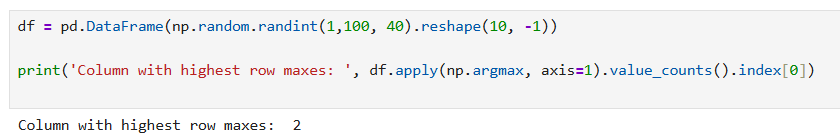 df = pd.DataFrame(np.random.randint(1,100, 40).reshape(10, -1))
print('Column with highest row maxes: ', df.apply(np.argmax, axis=1).value_counts().index[0])
Column with highest row maxes:  2